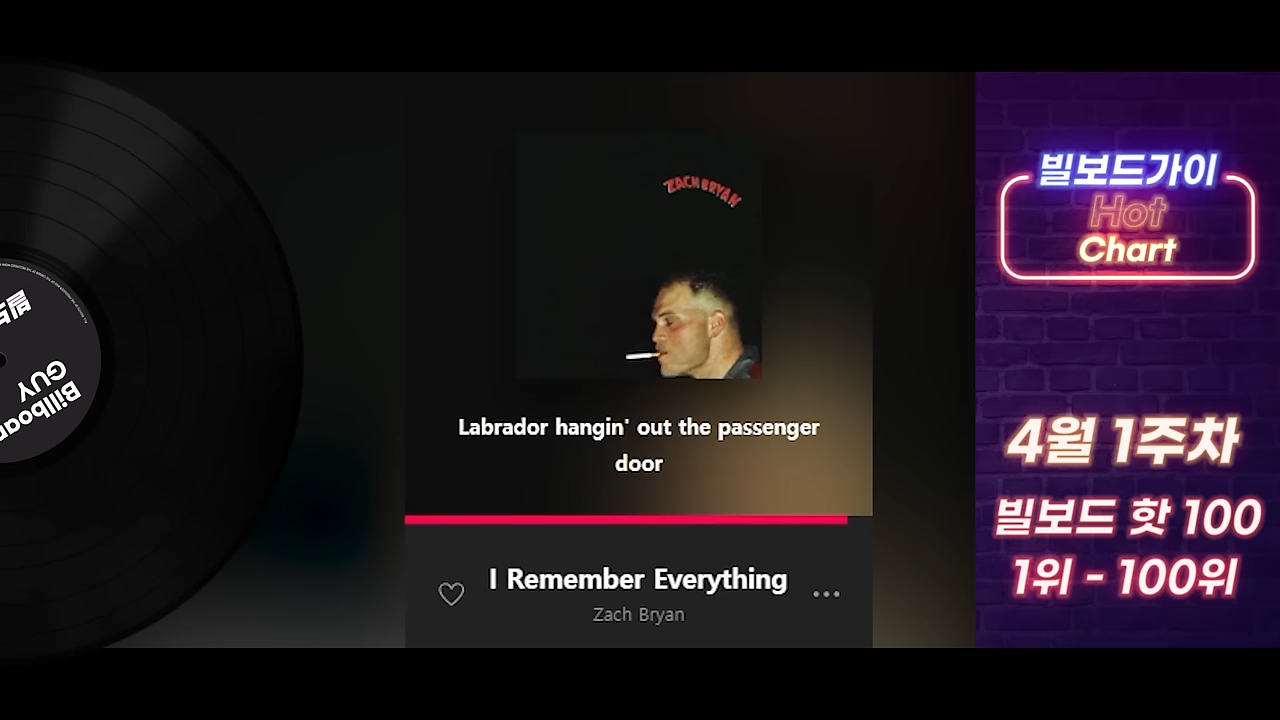 ZACH BRYAN
Labrador hangin' out the passenger
door
I Remember Everything
Zach Bryan
빌보드가이
Hot
Chart
4월 1주차
빌보드 핫 100
1위 - 100위
GUY